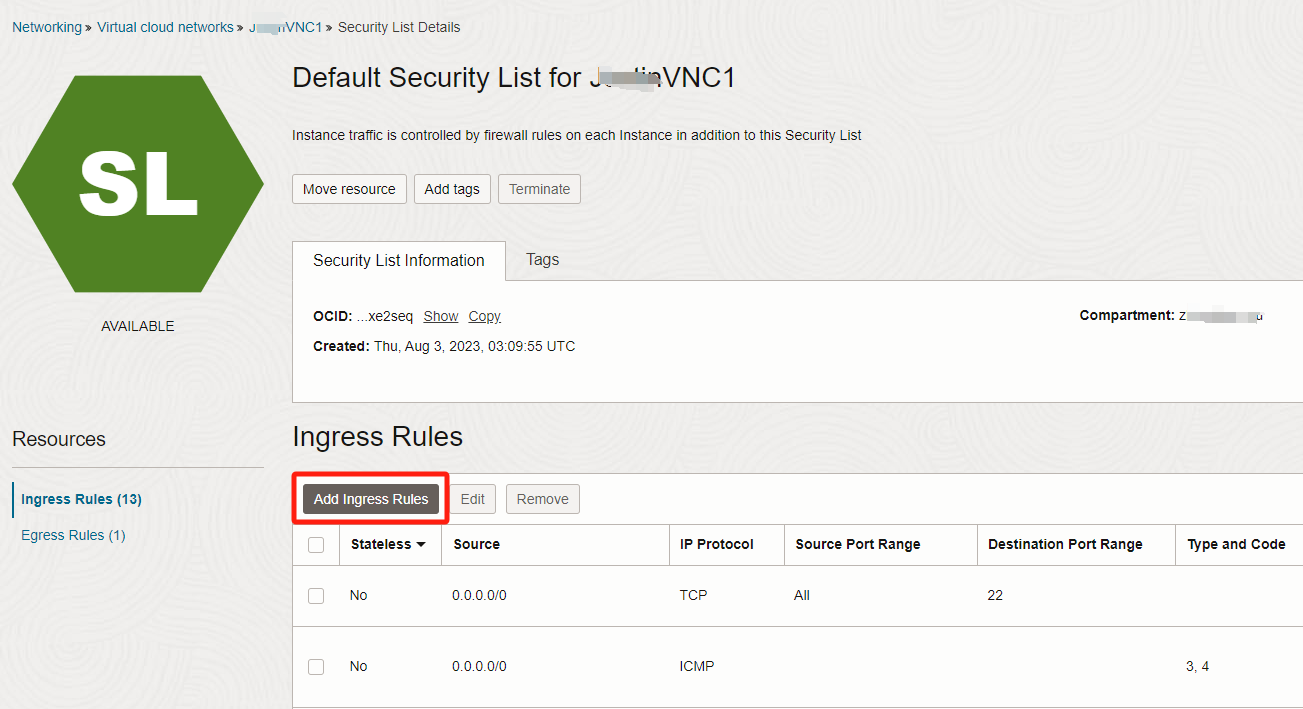 Networking » Virtual cloud networks » » Security List Details
Default Security List for
Instance traffic is controlled by firewall rules on each Instance in addition to this Security List
SL
Move resource Add tags Terminate
Security List Information Tags
OCID: ...xe2seq Show Copy
Compartment:
Created: Thu, Aug 3, 2023, 03:09:55 UTC
AVAILABLE
Resources
Ingress Rules (13)
Egress Rules (1)
Ingress Rules
Add Ingress Rules Edit Remove
Stateless Source IP Protocol Source Port Range Destination Port Range Type and Code
No 0.0.0.0/0 TCP All 22
No 0.0.0.0/0 ICMP 3, 4